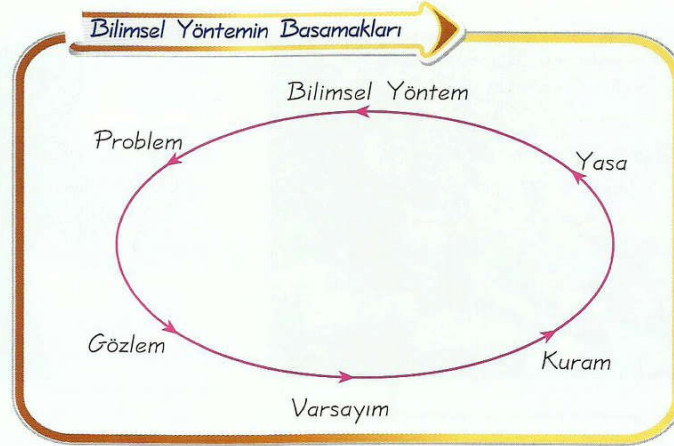 Bilimsel Yöntemin Basamakları
Bilimsel Yöntem
Problem
Yasa
Gözlem
Kuram
Varsayım